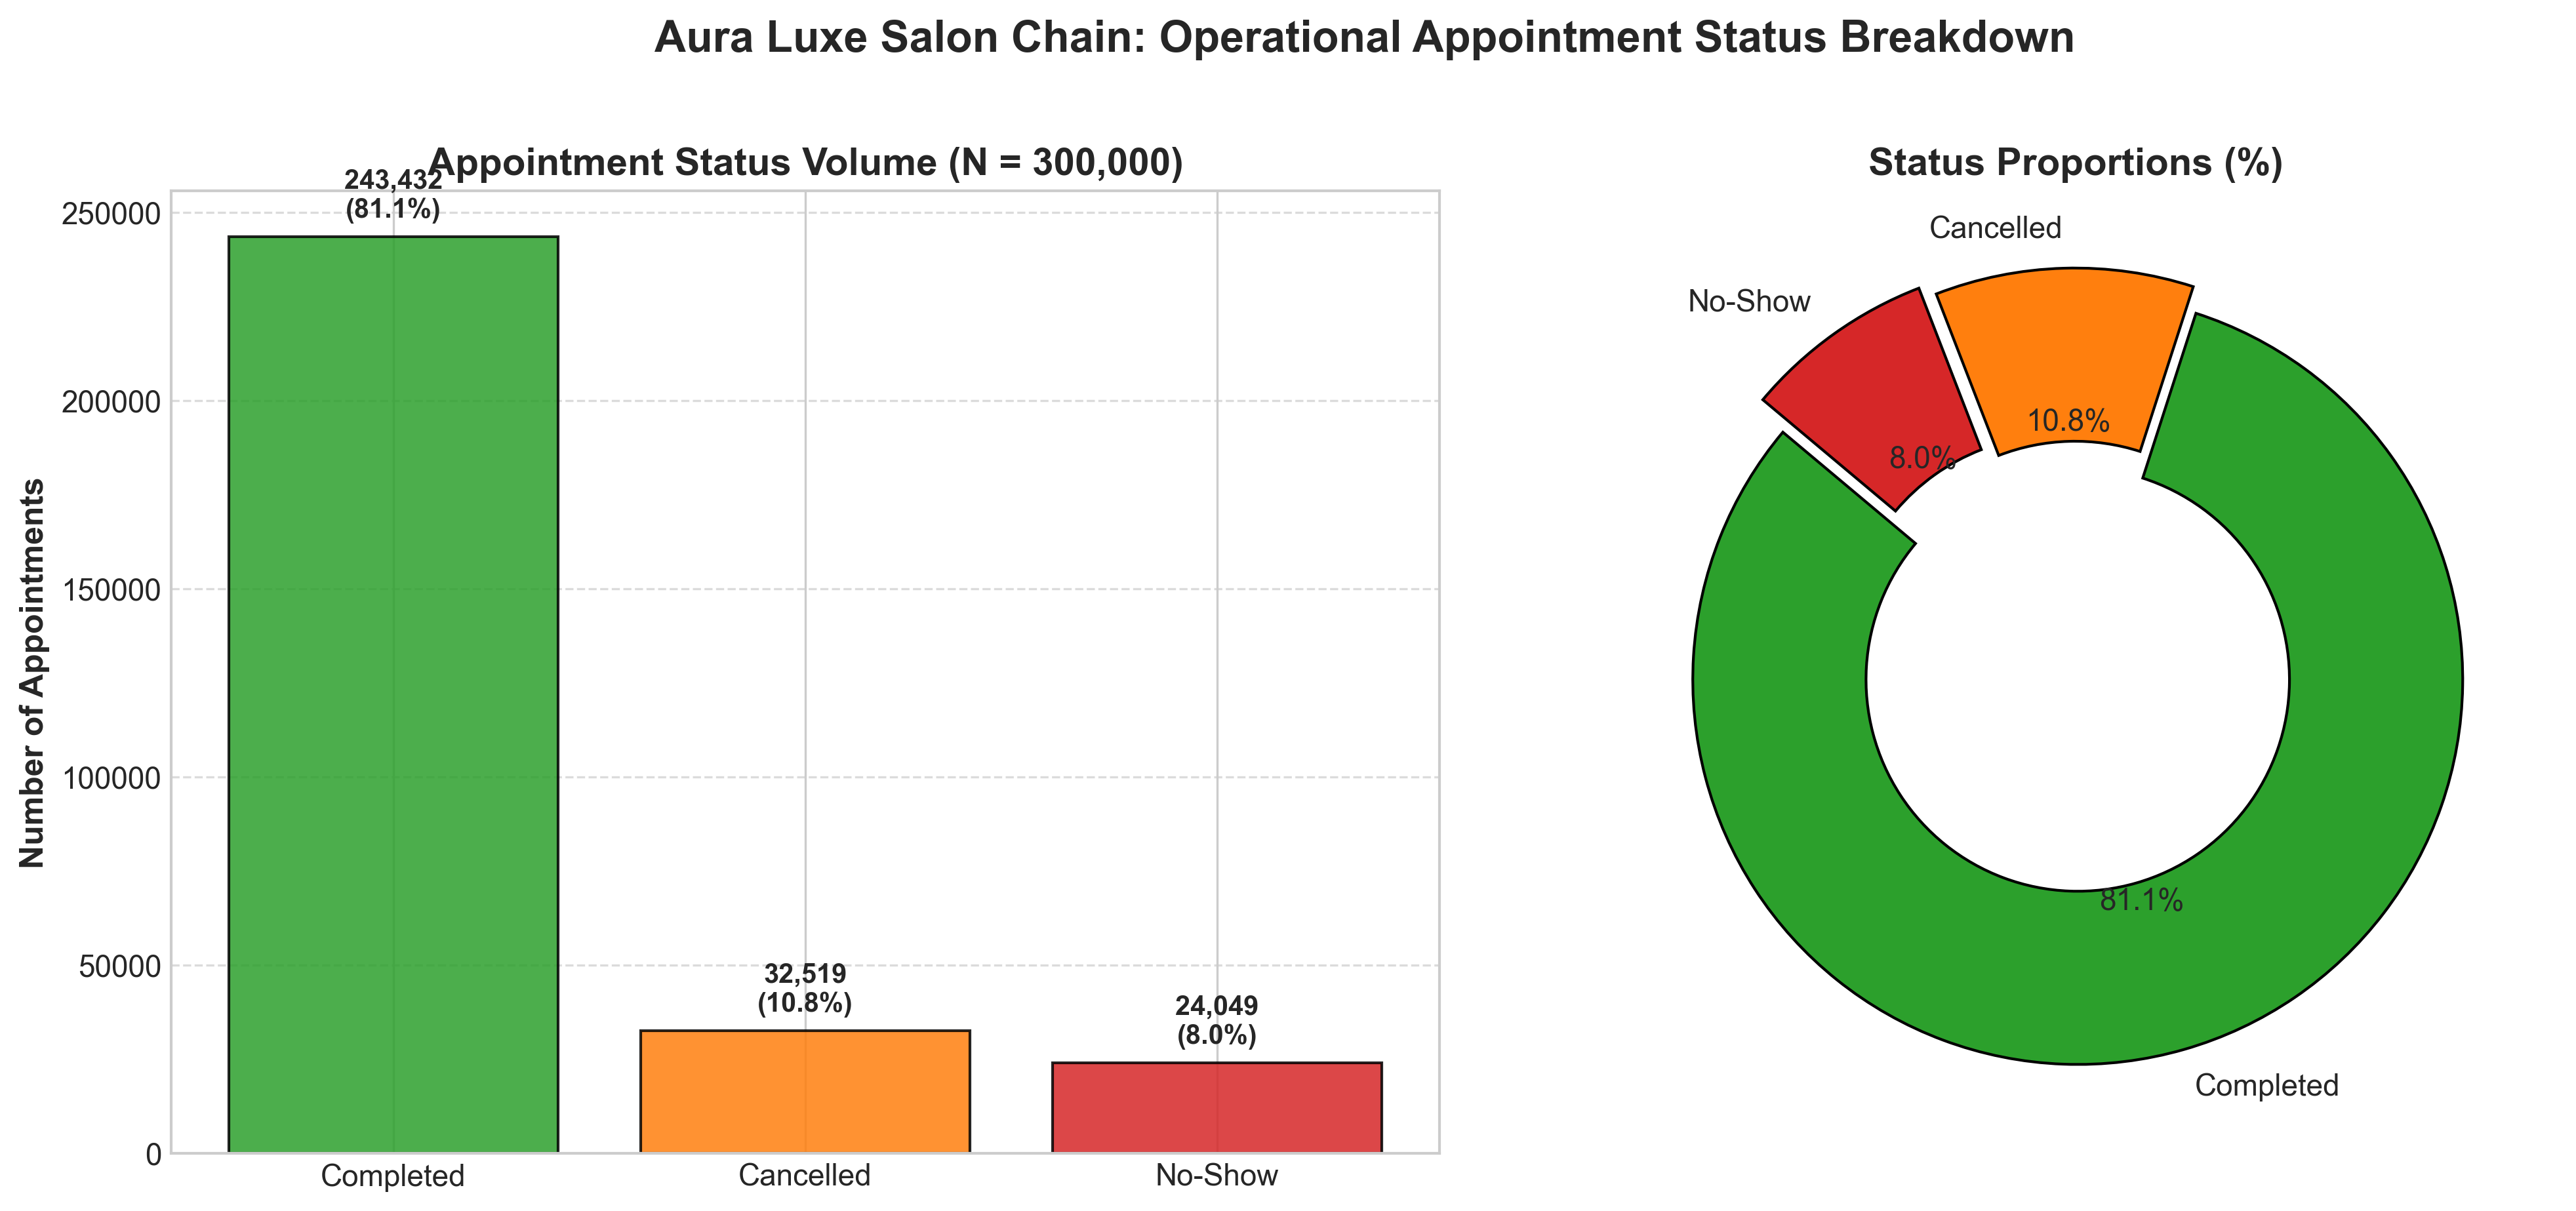 Aura Luxe Salon Chain: Operational Appointment Status Breakdown
Appointment Status Volume (N = 300,000)
Number of Appointments
250000
200000
150000
100000
50000
0
243,432
(81.1%)
32,519
(10.8%)
24,049
(8.0%)
Completed
Cancelled
No-Show
Status Proportions (%)
Cancelled
No-Show
10.8%
8.0%
81.1%
Completed